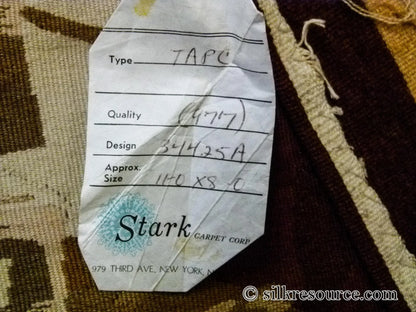 Type TAPC
Quality (477)
Design 34425A
Approx.
Size 11-0 x 8-0
Stark CARPET CORP
979 THIRD AVE., NEW YORK, N
© silkresource.com